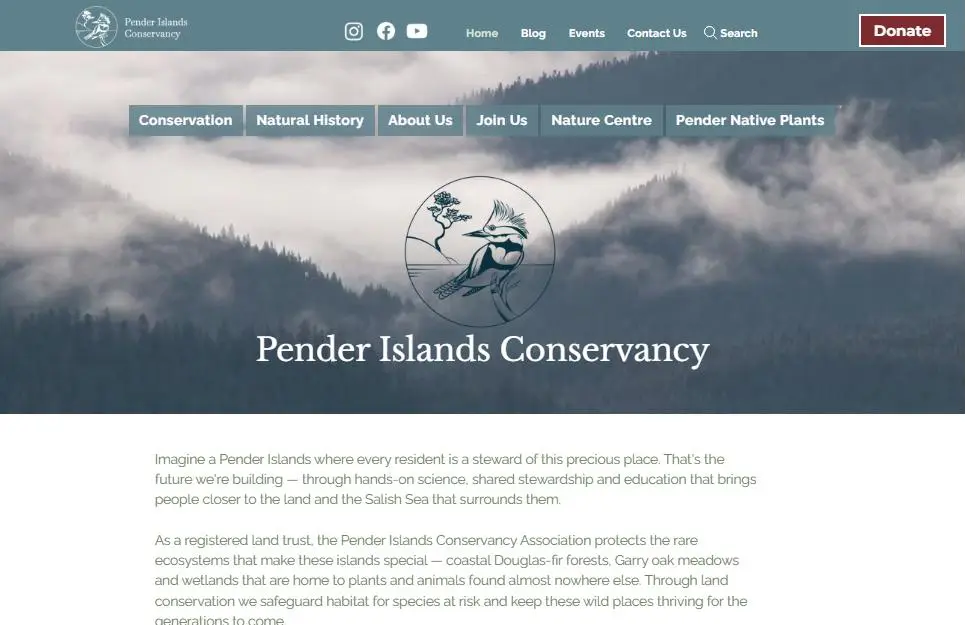 Pender Islands
Conservancy
Home
Blog
Events
Contact Us
Search
Donate
Conservation
Natural History
About Us
Join Us
Nature Centre
Pender Native Plants
Pender Islands Conservancy
Imagine a Pender Islands where every resident is a steward of this precious place. That's the
future we're building — through hands-on science, shared stewardship and education that brings
people closer to the land and the Salish Sea that surrounds them.
As a registered land trust, the Pender Islands Conservancy Association protects the rare
ecosystems that make these islands special — coastal Douglas-fir forests, Garry oak meadows
and wetlands that are home to plants and animals found almost nowhere else. Through land
conservation we safeguard habitat for species at risk and keep these wild places thriving for the
generations to come.